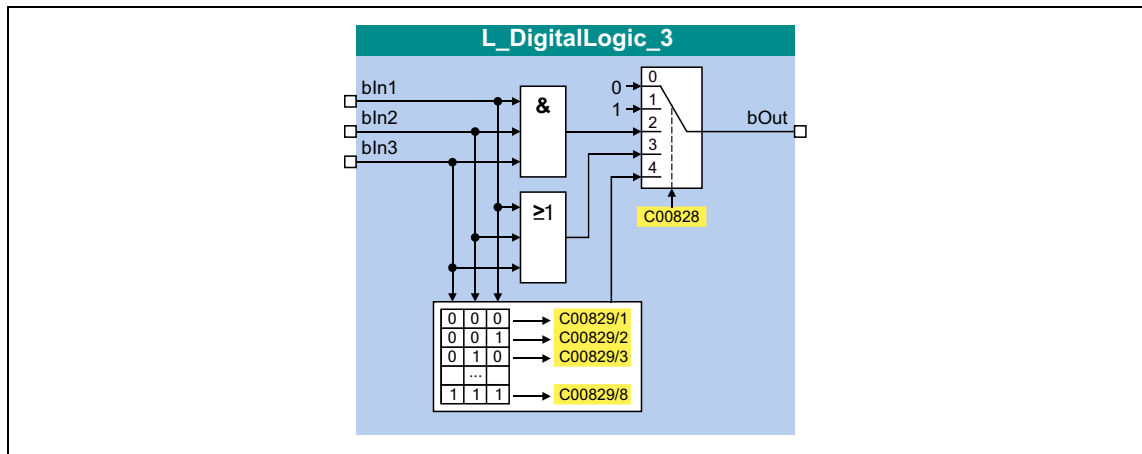 L_DigitalLogic_3
bIn1
bIn2
bIn3
&
≥1
0
1
0
1
2
3
4
bOut
C00828
0 0 0 C00829/1
0 0 1 C00829/2
0 1 0 C00829/3
...
1 1 1 C00829/8